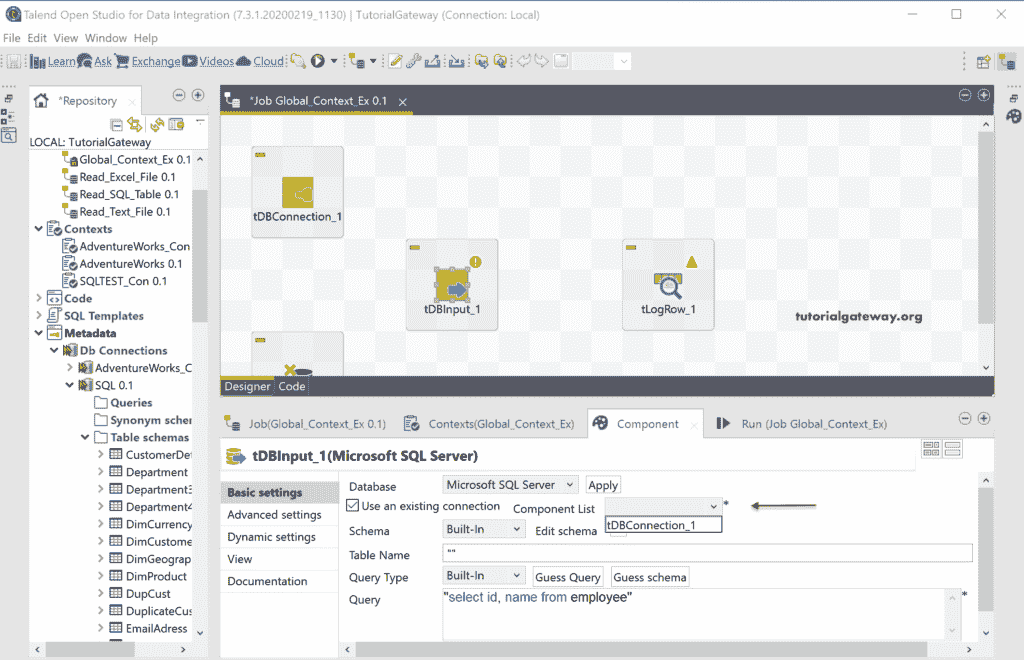 Talend Open Studio for Data Integration (7.3.1.20200219_1130) | TutorialGateway (Connection: Local)
File Edit View Window Help
Learn Ask Exchange Videos Cloud
*Repository
LOCAL: TutorialGateway
Global_Context_Ex 0.1
Read_Excel_File 0.1
Read_SQL_Table 0.1
Read_Text_File 0.1
Contexts
AdventureWorks_Con
AdventureWorks 0.1
SQLTEST_Con 0.1
Code
SQL Templates
Metadata
Db Connections
AdventureWorks_C
SQL 0.1
Queries
Synonym scher
Table schemas
CustomerDet
Department
Department3
Department4
DimCurrency
DimCustome
DimGeograp
DimProduct
DupCust
DuplicateCus
EmailAdress
*Job Global_Context_Ex 0.1
tDBConnection_1
tDBInput_1
tLogRow_1
tutorialgateway.org
Designer Code
Job(Global_Context_Ex 0.1) Contexts(Global_Context_Ex) Component Run (Job Global_Context_Ex)
tDBInput_1(Microsoft SQL Server)
Basic settings
Advanced settings
Dynamic settings
View
Documentation
Database Microsoft SQL Server Apply
Use an existing connection Component List *
tDBConnection_1
Schema Built-In Edit schema
Table Name ""
Query Type Built-In Guess Query Guess schema
Query "select id, name from employee" *